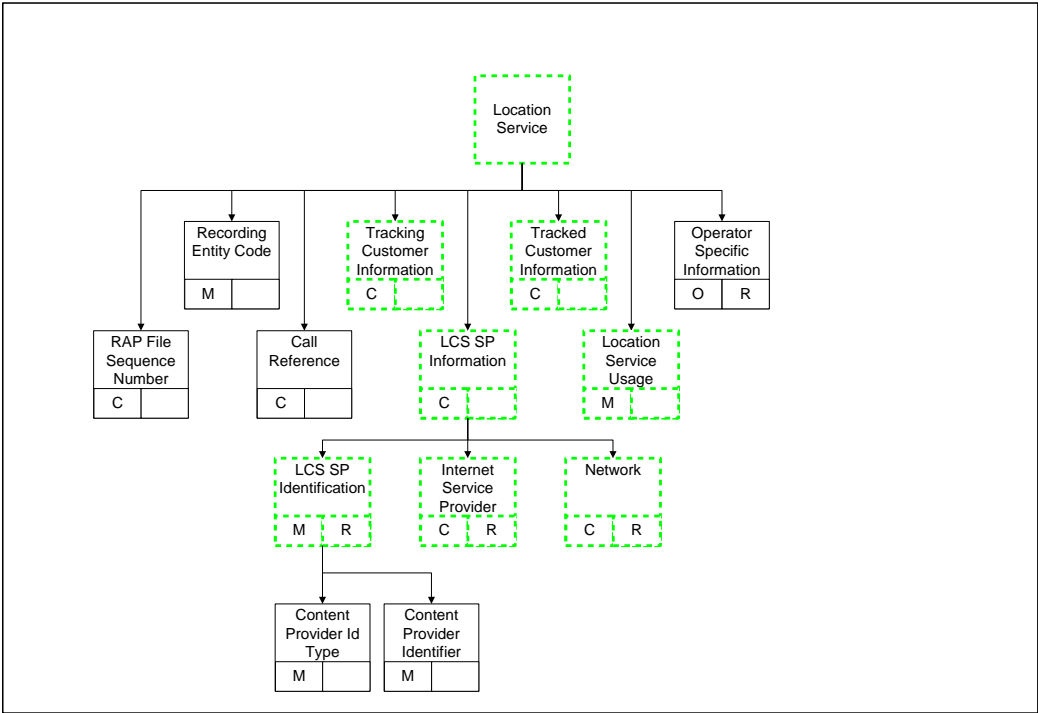 Location
Service
Recording
Entity Code
M
Tracking
Customer
Information
C
Tracked
Customer
Information
C
Operator
Specific
Information
O R
RAP File
Sequence
Number
C
Call
Reference
C
LCS SP
Information
C
Location
Service
Usage
M
LCS SP
Identification
M R
Internet
Service
Provider
C R
Network
C R
Content
Provider Id
Type
M
Content
Provider
Identifier
M